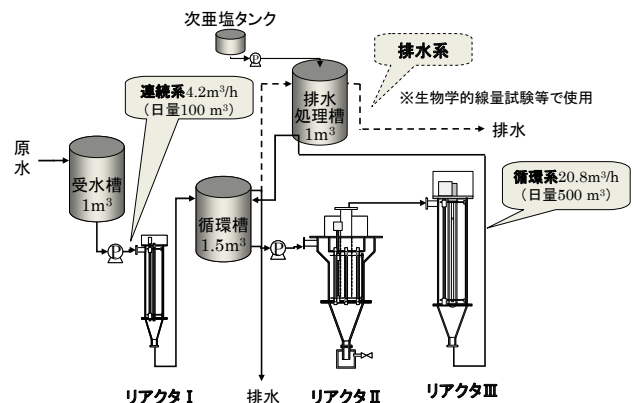 次亜塩タンク
P
排水系
連続系4.2m³/h
(日量100 m³)
排水
処理槽
1m³
※生物学的線量試験等で使用
排水
原
水
受水槽
1m³
循環系20.8m³/h
(日量500 m³)
循環槽
1.5m³
P
P
リアクタⅠ
排水
リアクタⅡ
リアクタⅢ